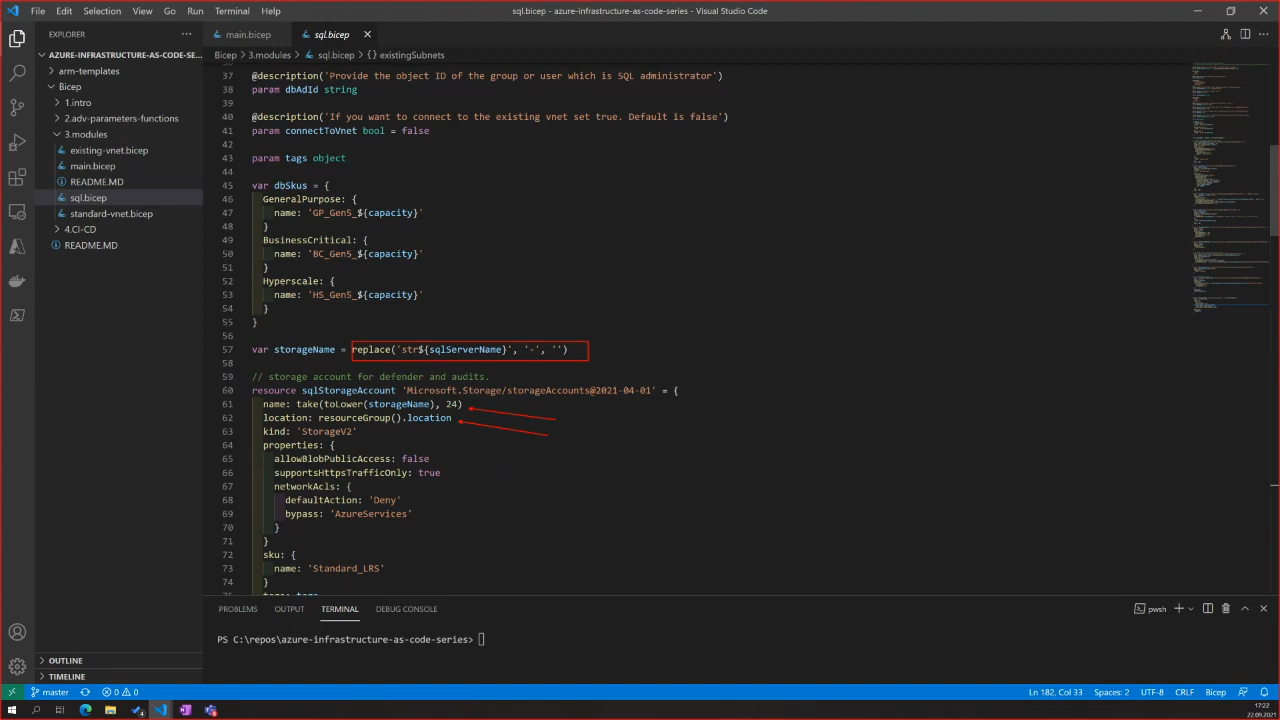 File Edit Selection View Go Run Terminal Help
sql.bicep - azure-infrastructure-as-code-series - Visual Studio Code
EXPLORER
AZURE-INFRASTRUCTURE-AS-CODE-SE...
arm-templates
Bicep
1.intro
2.adv-parameters-functions
3.modules
existing-vnet.bicep
main.bicep
README.MD
sql.bicep
standard-vnet.bicep
4.CI-CD
README.MD
OUTLINE
TIMELINE
main.bicep
sql.bicep
Bicep > 3.modules > sql.bicep > {} existingSubnets
37 @description('Provide the object ID of the group or user which is SQL administrator')
38 param dbAdId string
39
40 @description('If you want to connect to the existing vnet set true. Default is false')
41 param connectToVnet bool = false
42
43 param tags object
44
45 var dbSkus = {
46 GeneralPurpose: {
47 name: 'GP_Gen5_${capacity}'
48 }
49 BusinessCritical: {
50 name: 'BC_Gen5_${capacity}'
51 }
52 Hyperscale: {
53 name: 'HS_Gen5_${capacity}'
54 }
55 }
56
57 var storageName = replace('str${sqlServerName}', '-', '')
58
59 // storage account for defender and audits.
60 resource sqlStorageAccount 'Microsoft.Storage/storageAccounts@2021-04-01' = {
61 name: take(toLower(storageName), 24)
62 location: resourceGroup().location
63 kind: 'StorageV2'
64 properties: {
65 allowBlobPublicAccess: false
66 supportsHttpsTrafficOnly: true
67 networkAcls: {
68 defaultAction: 'Deny'
69 bypass: 'AzureServices'
70 }
71 }
72 sku: {
73 name: 'Standard_LRS'
74 }
PROBLEMS OUTPUT TERMINAL DEBUG CONSOLE
pwsh
PS C:\repos\azure-infrastructure-as-code-series>
master
0 0
Ln 182, Col 33 Spaces: 2 UTF-8 CRLF Bicep
17:22
22.09.2021